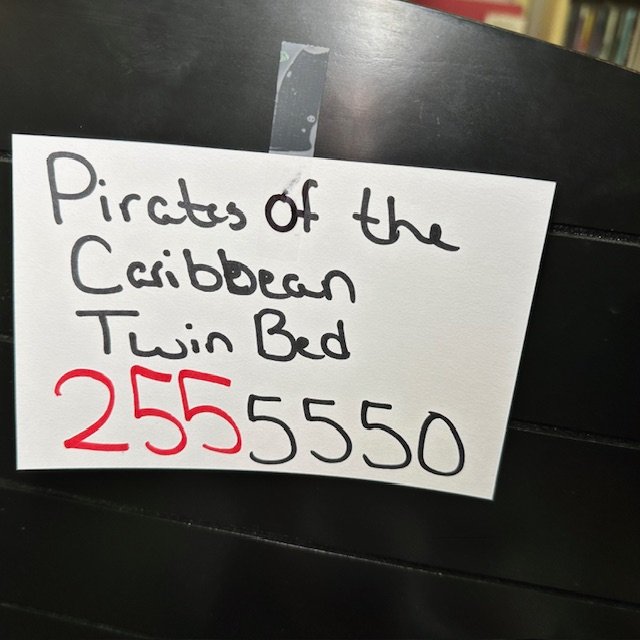 Pirates of the
Caribbean
Twin Bed
2555550